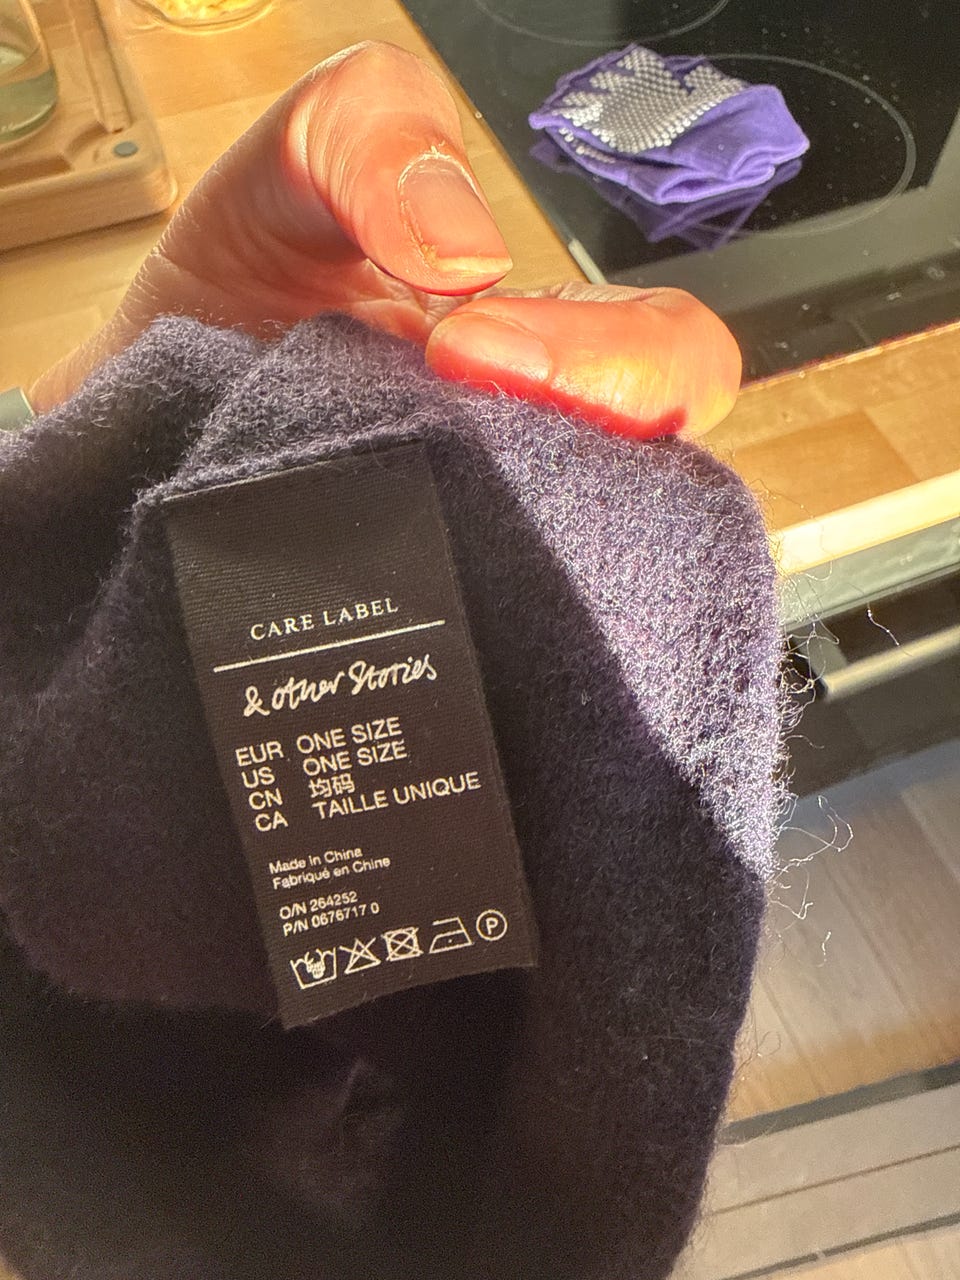 CARE LABEL
& other Stories
EUR ONE SIZE
US ONE SIZE
CN 均码
CA TAILLE UNIQUE
Made in China
Fabriqué en Chine
O/N 264252
P/N 0676717 0
P